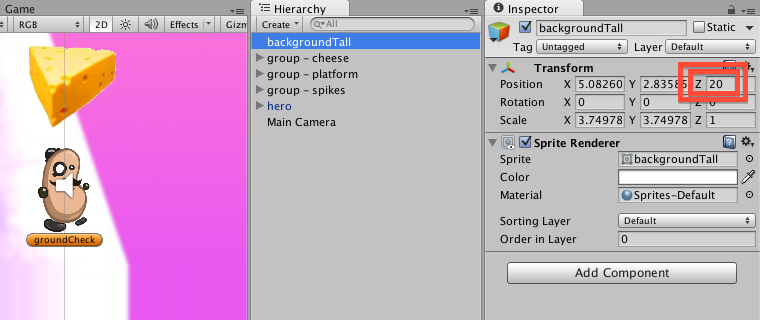 Game
RGB 2D Effects Gizm
groundCheck
Hierarchy
Create All
backgroundTall
group – cheese
group – platform
group – spikes
hero
Main Camera
Inspector
backgroundTall Static
Tag Untagged Layer Default
Transform
Position X 5.08260 Y 2.83585 Z 20
Rotation X 0 Y 0 Z 0
Scale X 3.74978 Y 3.74978 Z 1
Sprite Renderer
Sprite backgroundTall
Color
Material Sprites-Default
Sorting Layer Default
Order in Layer 0
Add Component